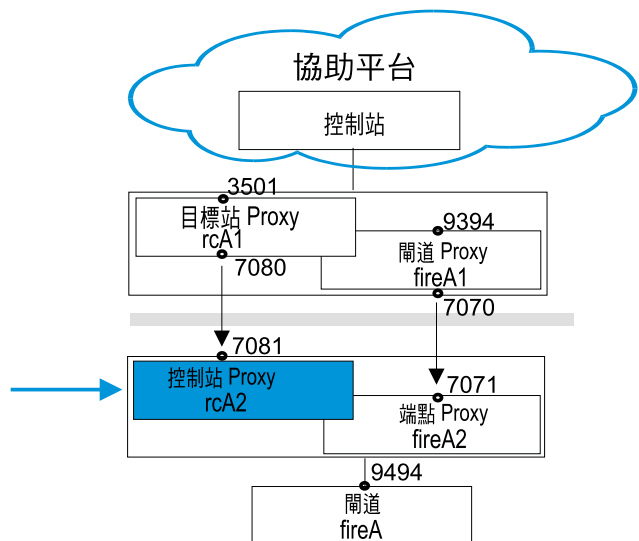 協助平台
控制站
3501
目標站 Proxy
rcA1
7080
9394
閘道 Proxy
fireA1
7070
7081
控制站 Proxy
rcA2
7071
端點 Proxy
fireA2
9494
閘道
fireA